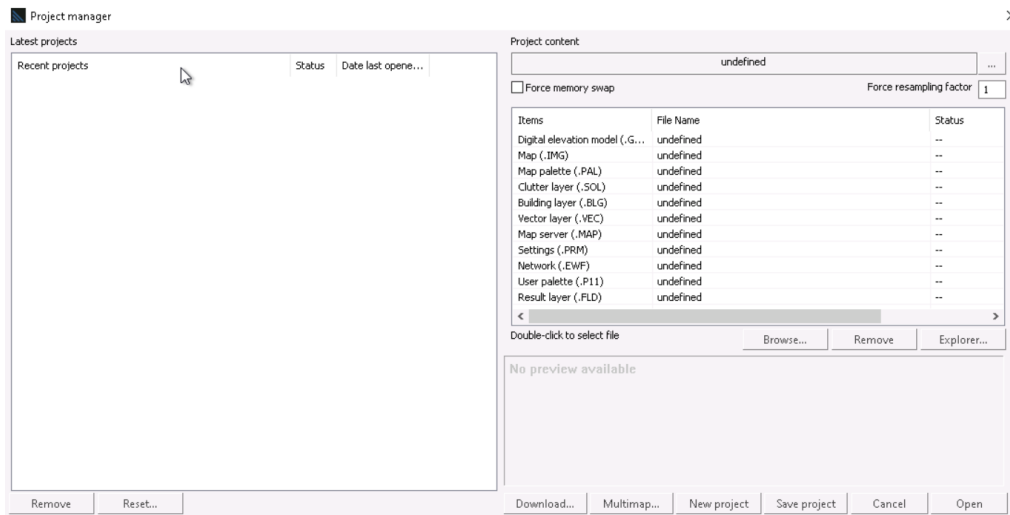 Project manager
Latest projects
Recent projects Status Date last opene...
Remove Reset...
Project content
undefined ...
Force memory swap Force resampling factor 1
Items File Name Status
Digital elevation model (.G... undefined --
Map (.IMG) undefined --
Map palette (.PAL) undefined --
Clutter layer (.SOL) undefined --
Building layer (.BLG) undefined --
Vector layer (.VEC) undefined --
Map server (.MAP) undefined --
Settings (.PRM) undefined --
Network (.EWF) undefined --
User palette (.P11) undefined --
Result layer (.FLD) undefined --
Double-click to select file Browse... Remove Explorer...
No preview available
Download... Multimap... New project Save project Cancel Open